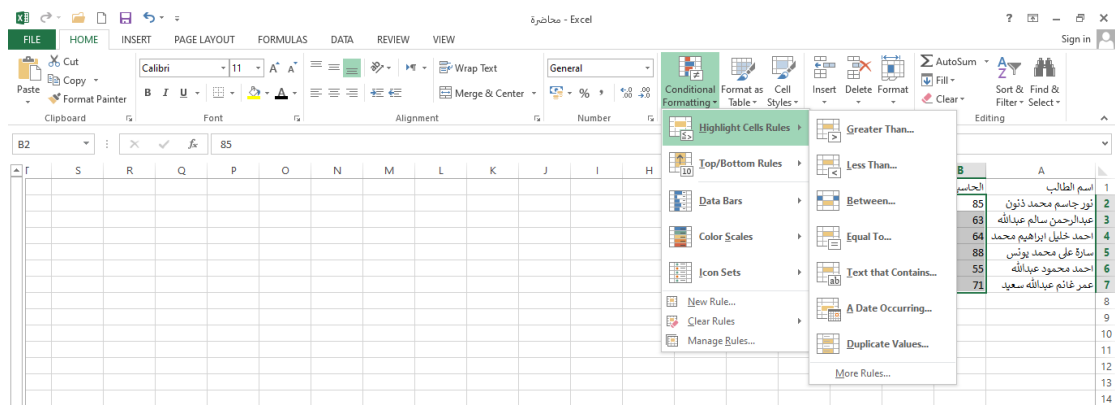 محاضرة - Excel
FILE HOME INSERT PAGE LAYOUT FORMULAS DATA REVIEW VIEW Sign in
Paste Cut Copy Format Painter
Calibri 11 A A
B I U A
Wrap Text
Merge & Center
General
% , .0 .00
Conditional Formatting Format as Table Cell Styles Insert Delete Format
AutoSum Fill Clear Sort & Filter Find & Select
Clipboard Font Alignment Number Editing
B2 fx 85
Highlight Cells Rules
Top/Bottom Rules
Data Bars
Color Scales
Icon Sets
New Rule...
Clear Rules
Manage Rules...
Greater Than...
Less Than...
Between...
Equal To...
Text that Contains...
A Date Occurring...
Duplicate Values...
More Rules...
S R Q P O N M L K J I H B A
1 اسم الطالب
2 نور جاسم محمد ذنون 85
3 عبدالرحمن سالم عبدالله 63
4 احمد خليل ابراهيم محمد 64
5 سارة على محمد يونس 88
6 احمد محمود عبدالله 55
7 عمر غانم عبدالله سعيد 71
8
9
10
11
12
13
14